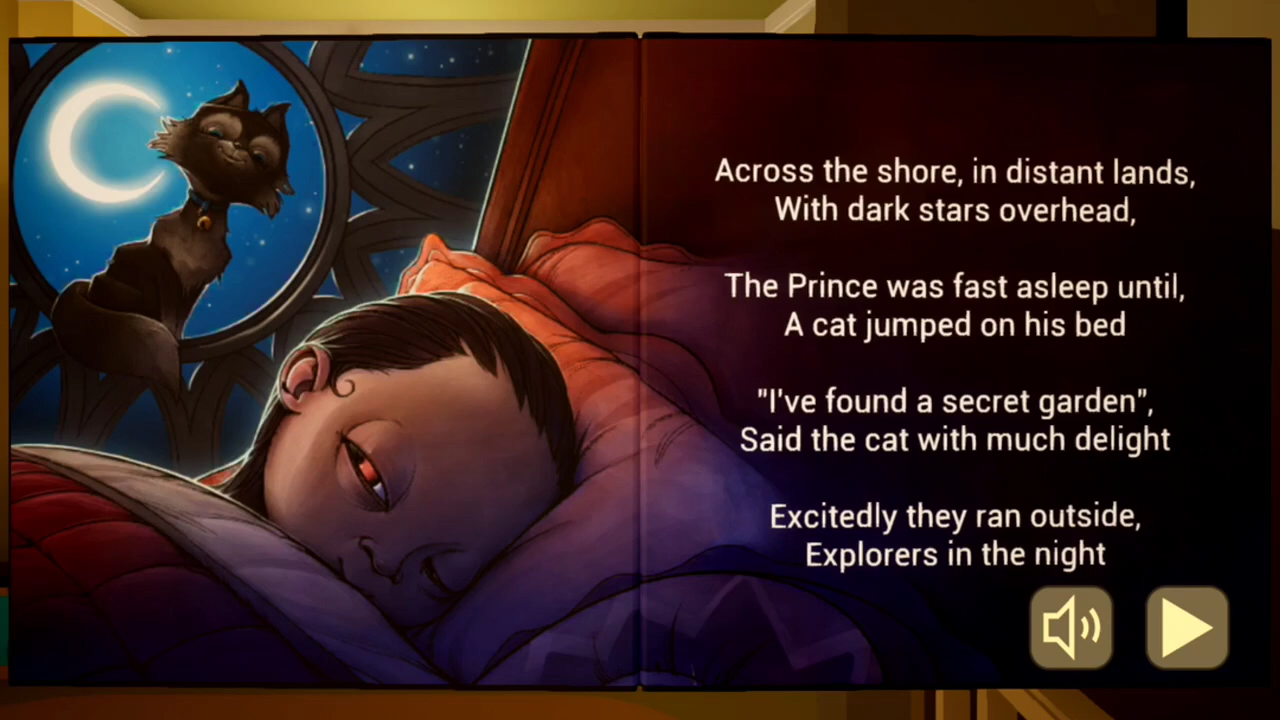 Across the shore, in distant lands,
With dark stars overhead,
The Prince was fast asleep until,
A cat jumped on his bed
"I've found a secret garden",
Said the cat with much delight
Excitedly they ran outside,
Explorers in the night